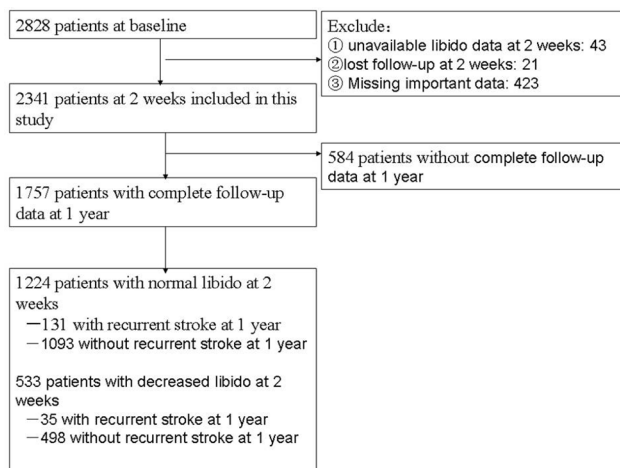 2828 patients at baseline
Exclude：
① unavailable libido data at 2 weeks: 43
②lost follow-up at 2 weeks: 21
③ Missing important data: 423
2341 patients at 2 weeks included in this
study
584 patients without complete follow-up
data at 1 year
1757 patients with complete follow-up
data at 1 year
1224 patients with normal libido at 2
weeks
—131 with recurrent stroke at 1 year
—1093 without recurrent stroke at 1 year
533 patients with decreased libido at 2
weeks
—35 with recurrent stroke at 1 year
—498 without recurrent stroke at 1 year